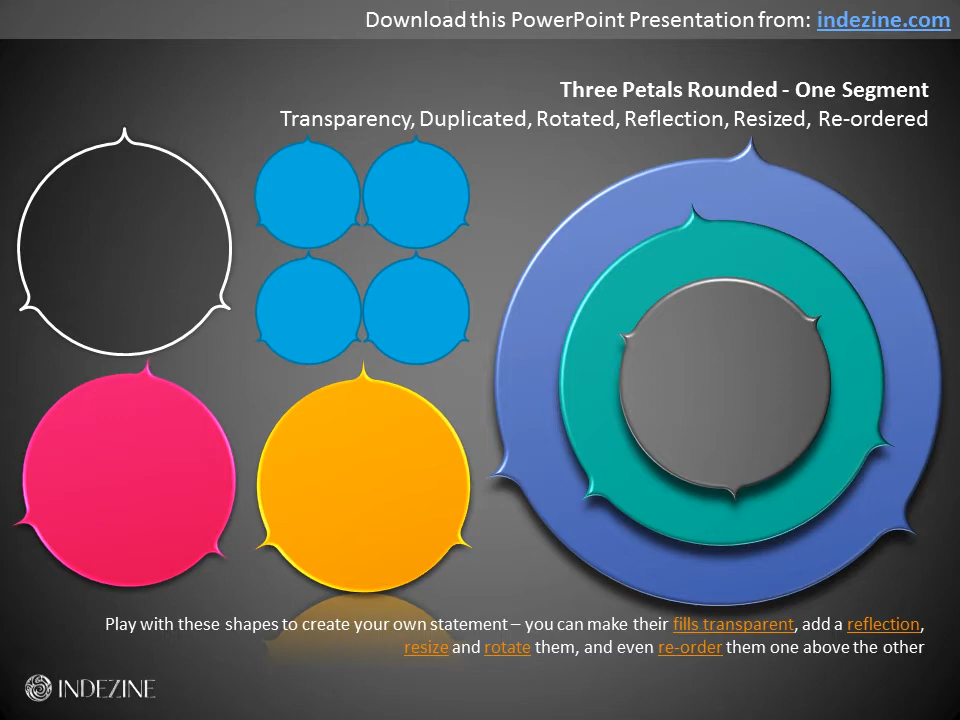 Download this PowerPoint Presentation from: indezine.com
Three Petals Rounded - One Segment
Transparency, Duplicated, Rotated, Reflection, Resized, Re-ordered
Play with these shapes to create your own statement – you can make their fills transparent, add a reflection,
resize and rotate them, and even re-order them one above the other
INDEZINE